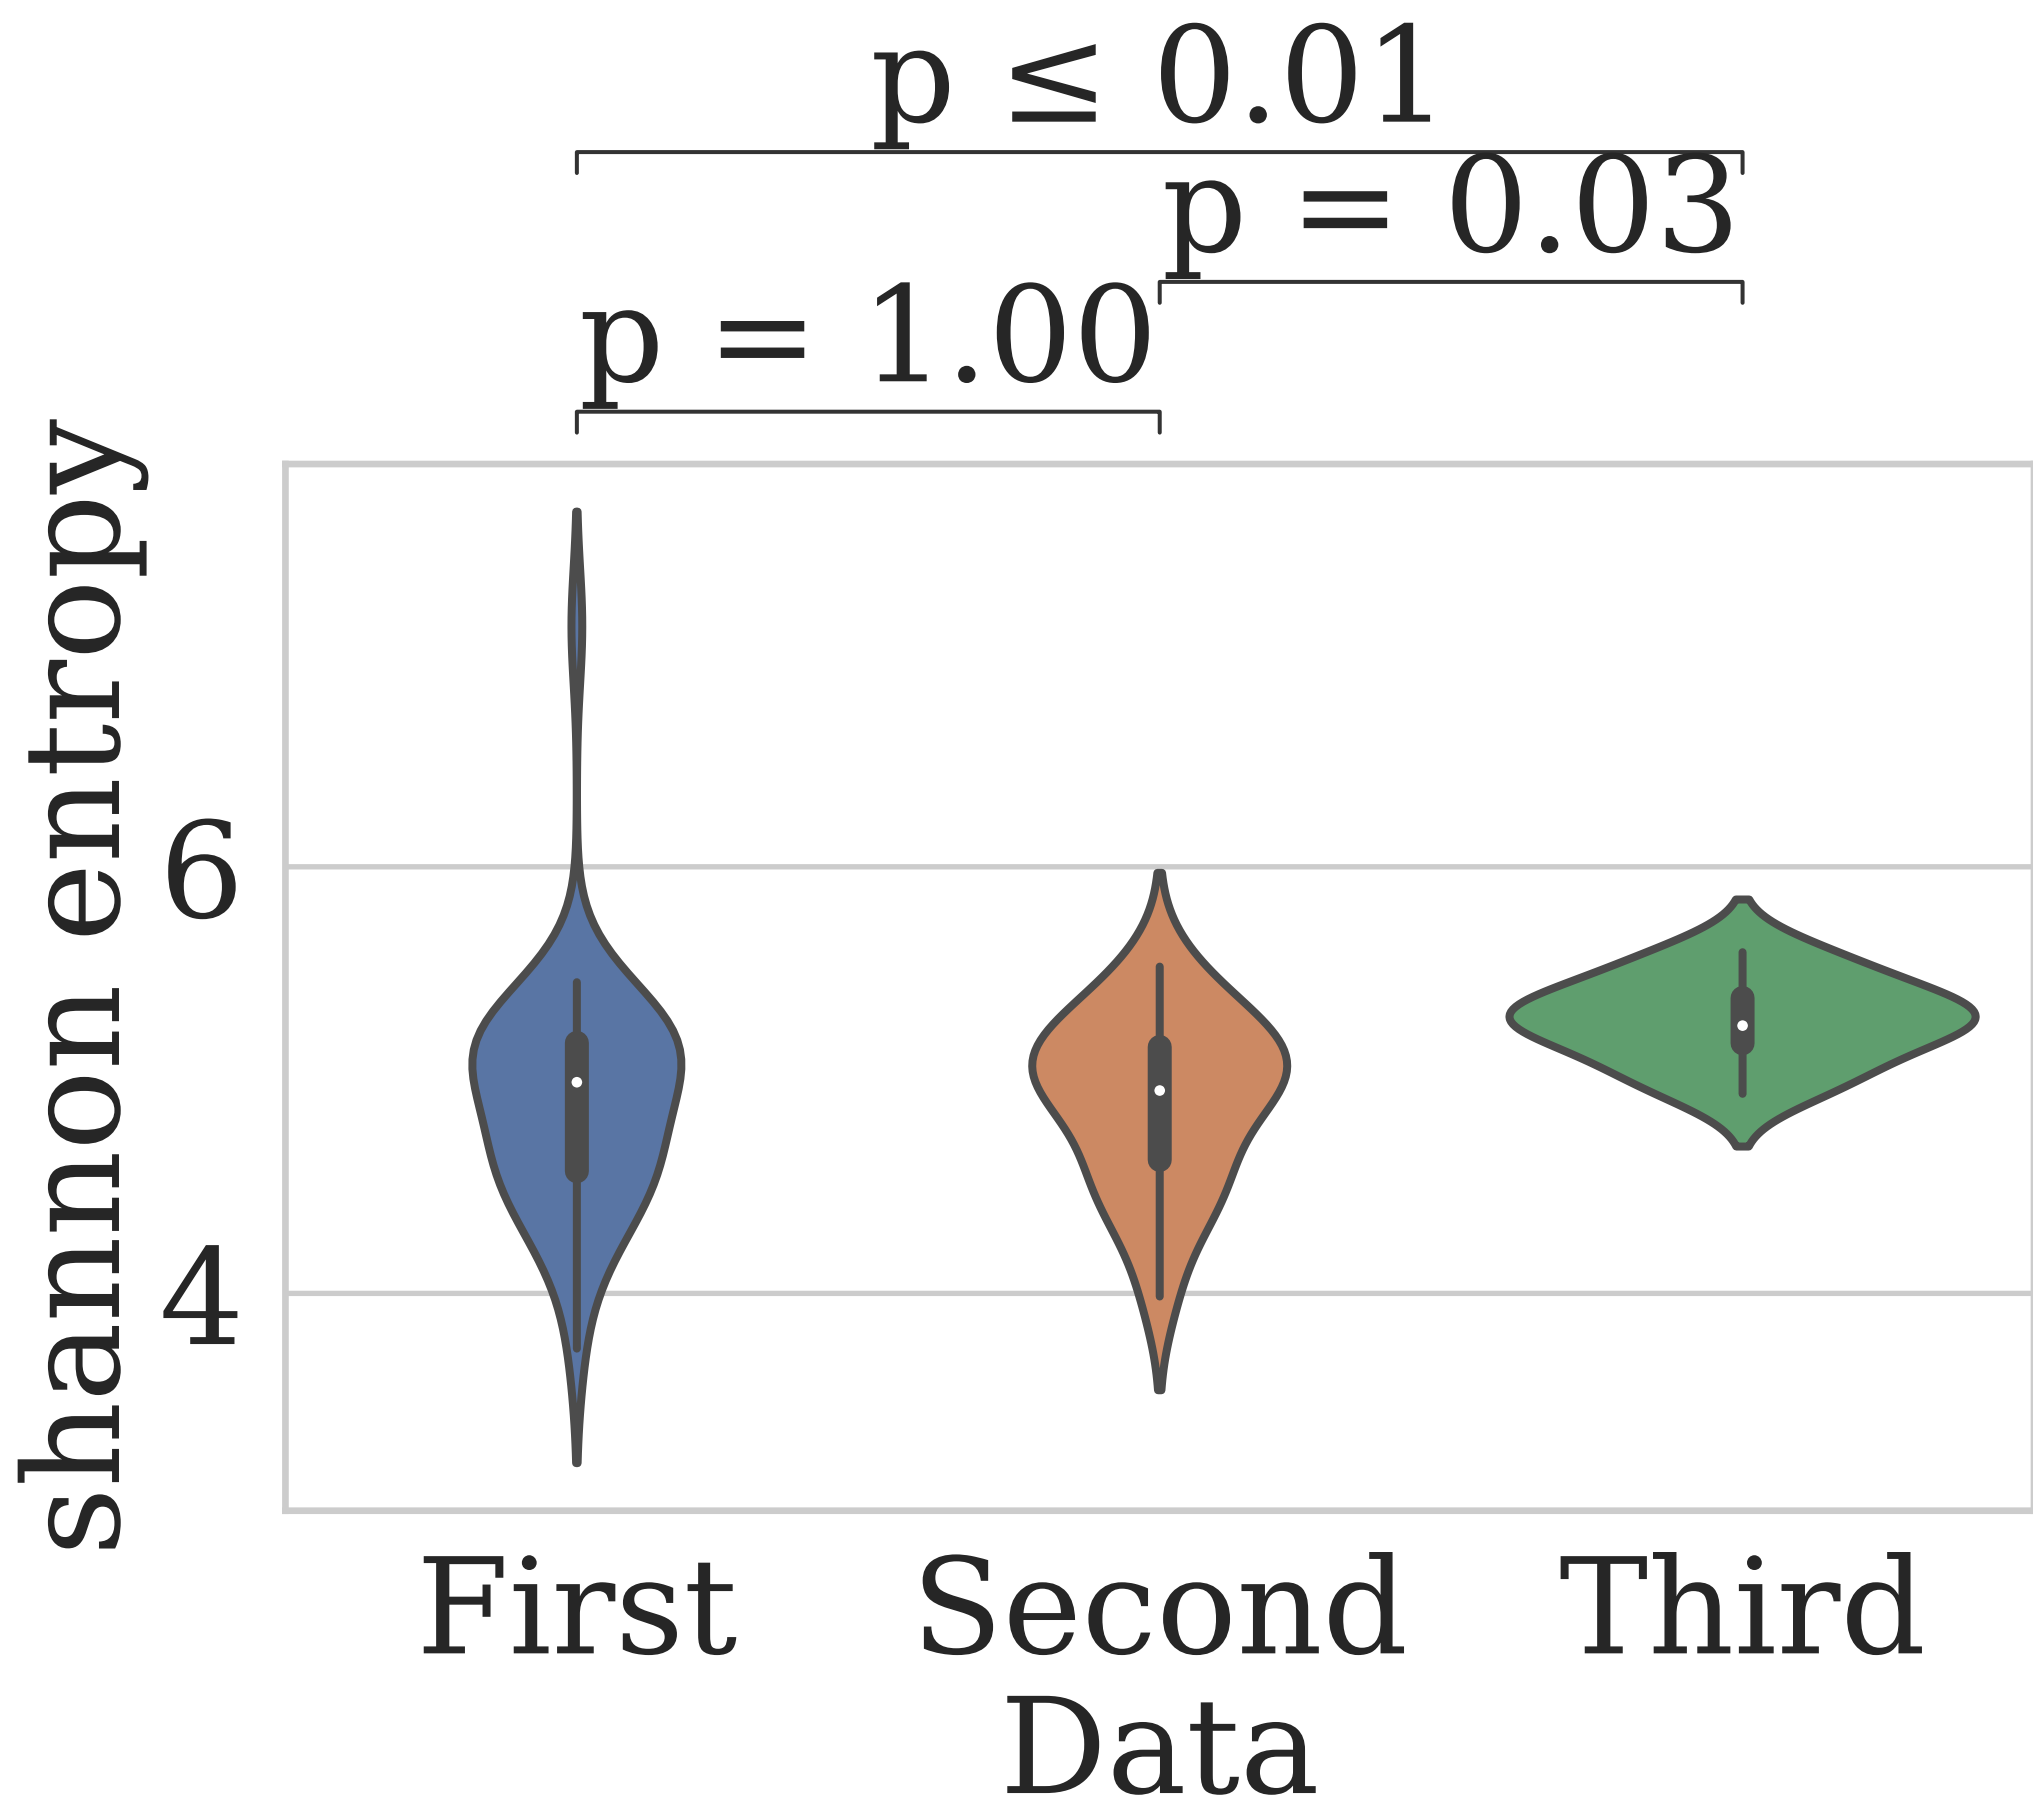 p ≤ 0.01
p = 0.03
p = 1.00
shannon entropy
6
4
First Second Third
Data